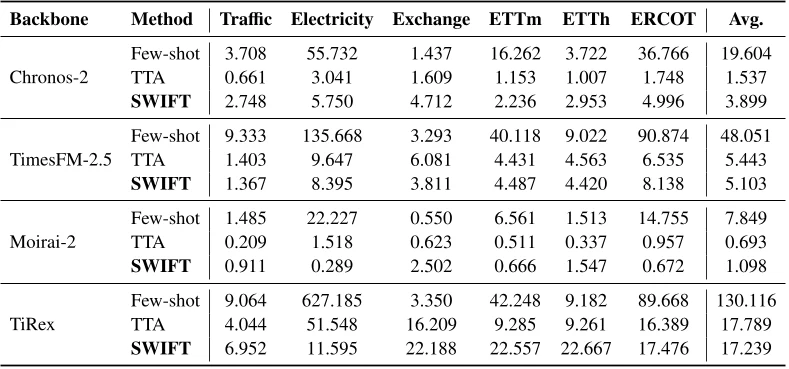 Backbone Method Traffic Electricity Exchange ETTm ETTh ERCOT Avg.
Few-shot 3.708 55.732 1.437 16.262 3.722 36.766 19.604
Chronos-2 TTA 0.661 3.041 1.609 1.153 1.007 1.748 1.537
SWIFT 2.748 5.750 4.712 2.236 2.953 4.996 3.899
Few-shot 9.333 135.668 3.293 40.118 9.022 90.874 48.051
TimesFM-2.5 TTA 1.403 9.647 6.081 4.431 4.563 6.535 5.443
SWIFT 1.367 8.395 3.811 4.487 4.420 8.138 5.103
Few-shot 1.485 22.227 0.550 6.561 1.513 14.755 7.849
Moirai-2 TTA 0.209 1.518 0.623 0.511 0.337 0.957 0.693
SWIFT 0.911 0.289 2.502 0.666 1.547 0.672 1.098
Few-shot 9.064 627.185 3.350 42.248 9.182 89.668 130.116
TiRex TTA 4.044 51.548 16.209 9.285 9.261 16.389 17.789
SWIFT 6.952 11.595 22.188 22.557 22.667 17.476 17.239